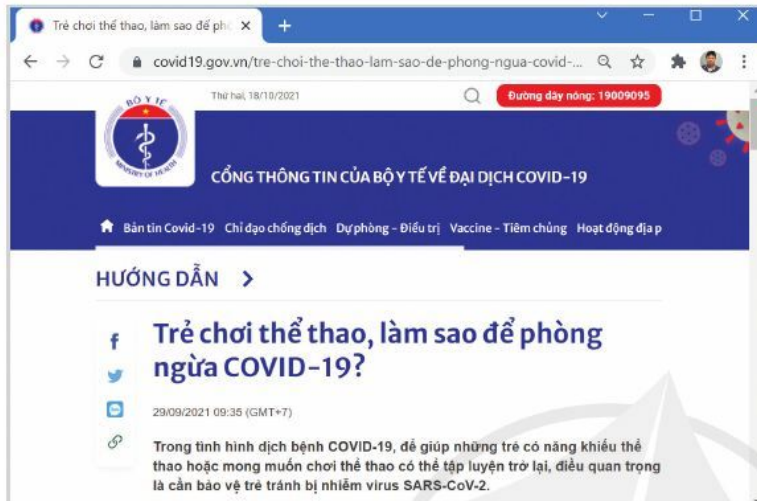 Trẻ chơi thể thao, làm sao để ph
covid19.gov.vn/tre-choi-the-thao-lam-sao-de-phong-ngua-covid-...
BỘ Y TẾ
MINISTRY OF HEALTH
Thứ hai, 18/10/2021
Đường dây nóng: 19009095
CỔNG THÔNG TIN CỦA BỘ Y TẾ VỀ ĐẠI DỊCH COVID-19
Bản tin Covid-19 Chỉ đạo chống dịch Dự phòng - Điều trị Vaccine - Tiêm chủng Hoạt động địa p
HƯỚNG DẪN
Trẻ chơi thể thao, làm sao để phòng
ngừa COVID-19?
29/09/2021 09:35 (GMT+7)
Trong tình hình dịch bệnh COVID-19, để giúp những trẻ có năng khiếu thể
thao hoặc mong muốn chơi thể thao có thể tập luyện trở lại, điều quan trọng
là cần bảo vệ trẻ tránh bị nhiễm virus SARS-CoV-2.